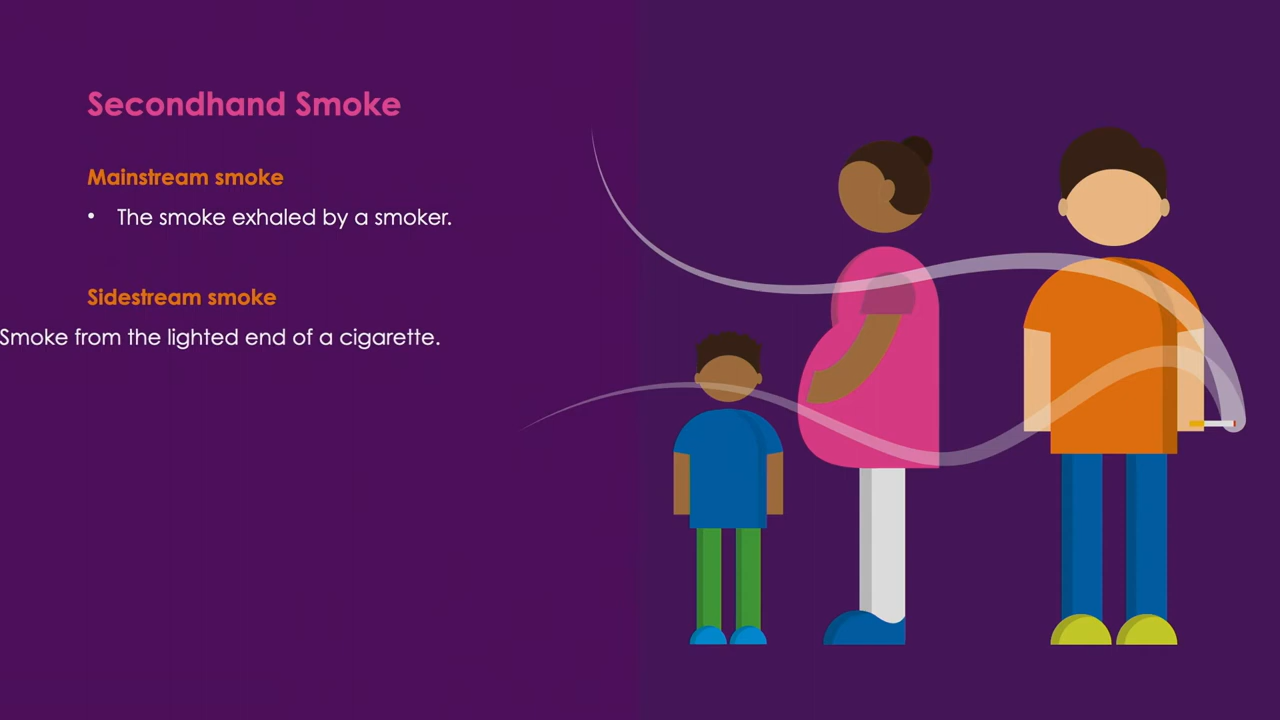 Secondhand Smoke
Mainstream smoke
• The smoke exhaled by a smoker.
Sidestream smoke
Smoke from the lighted end of a cigarette.